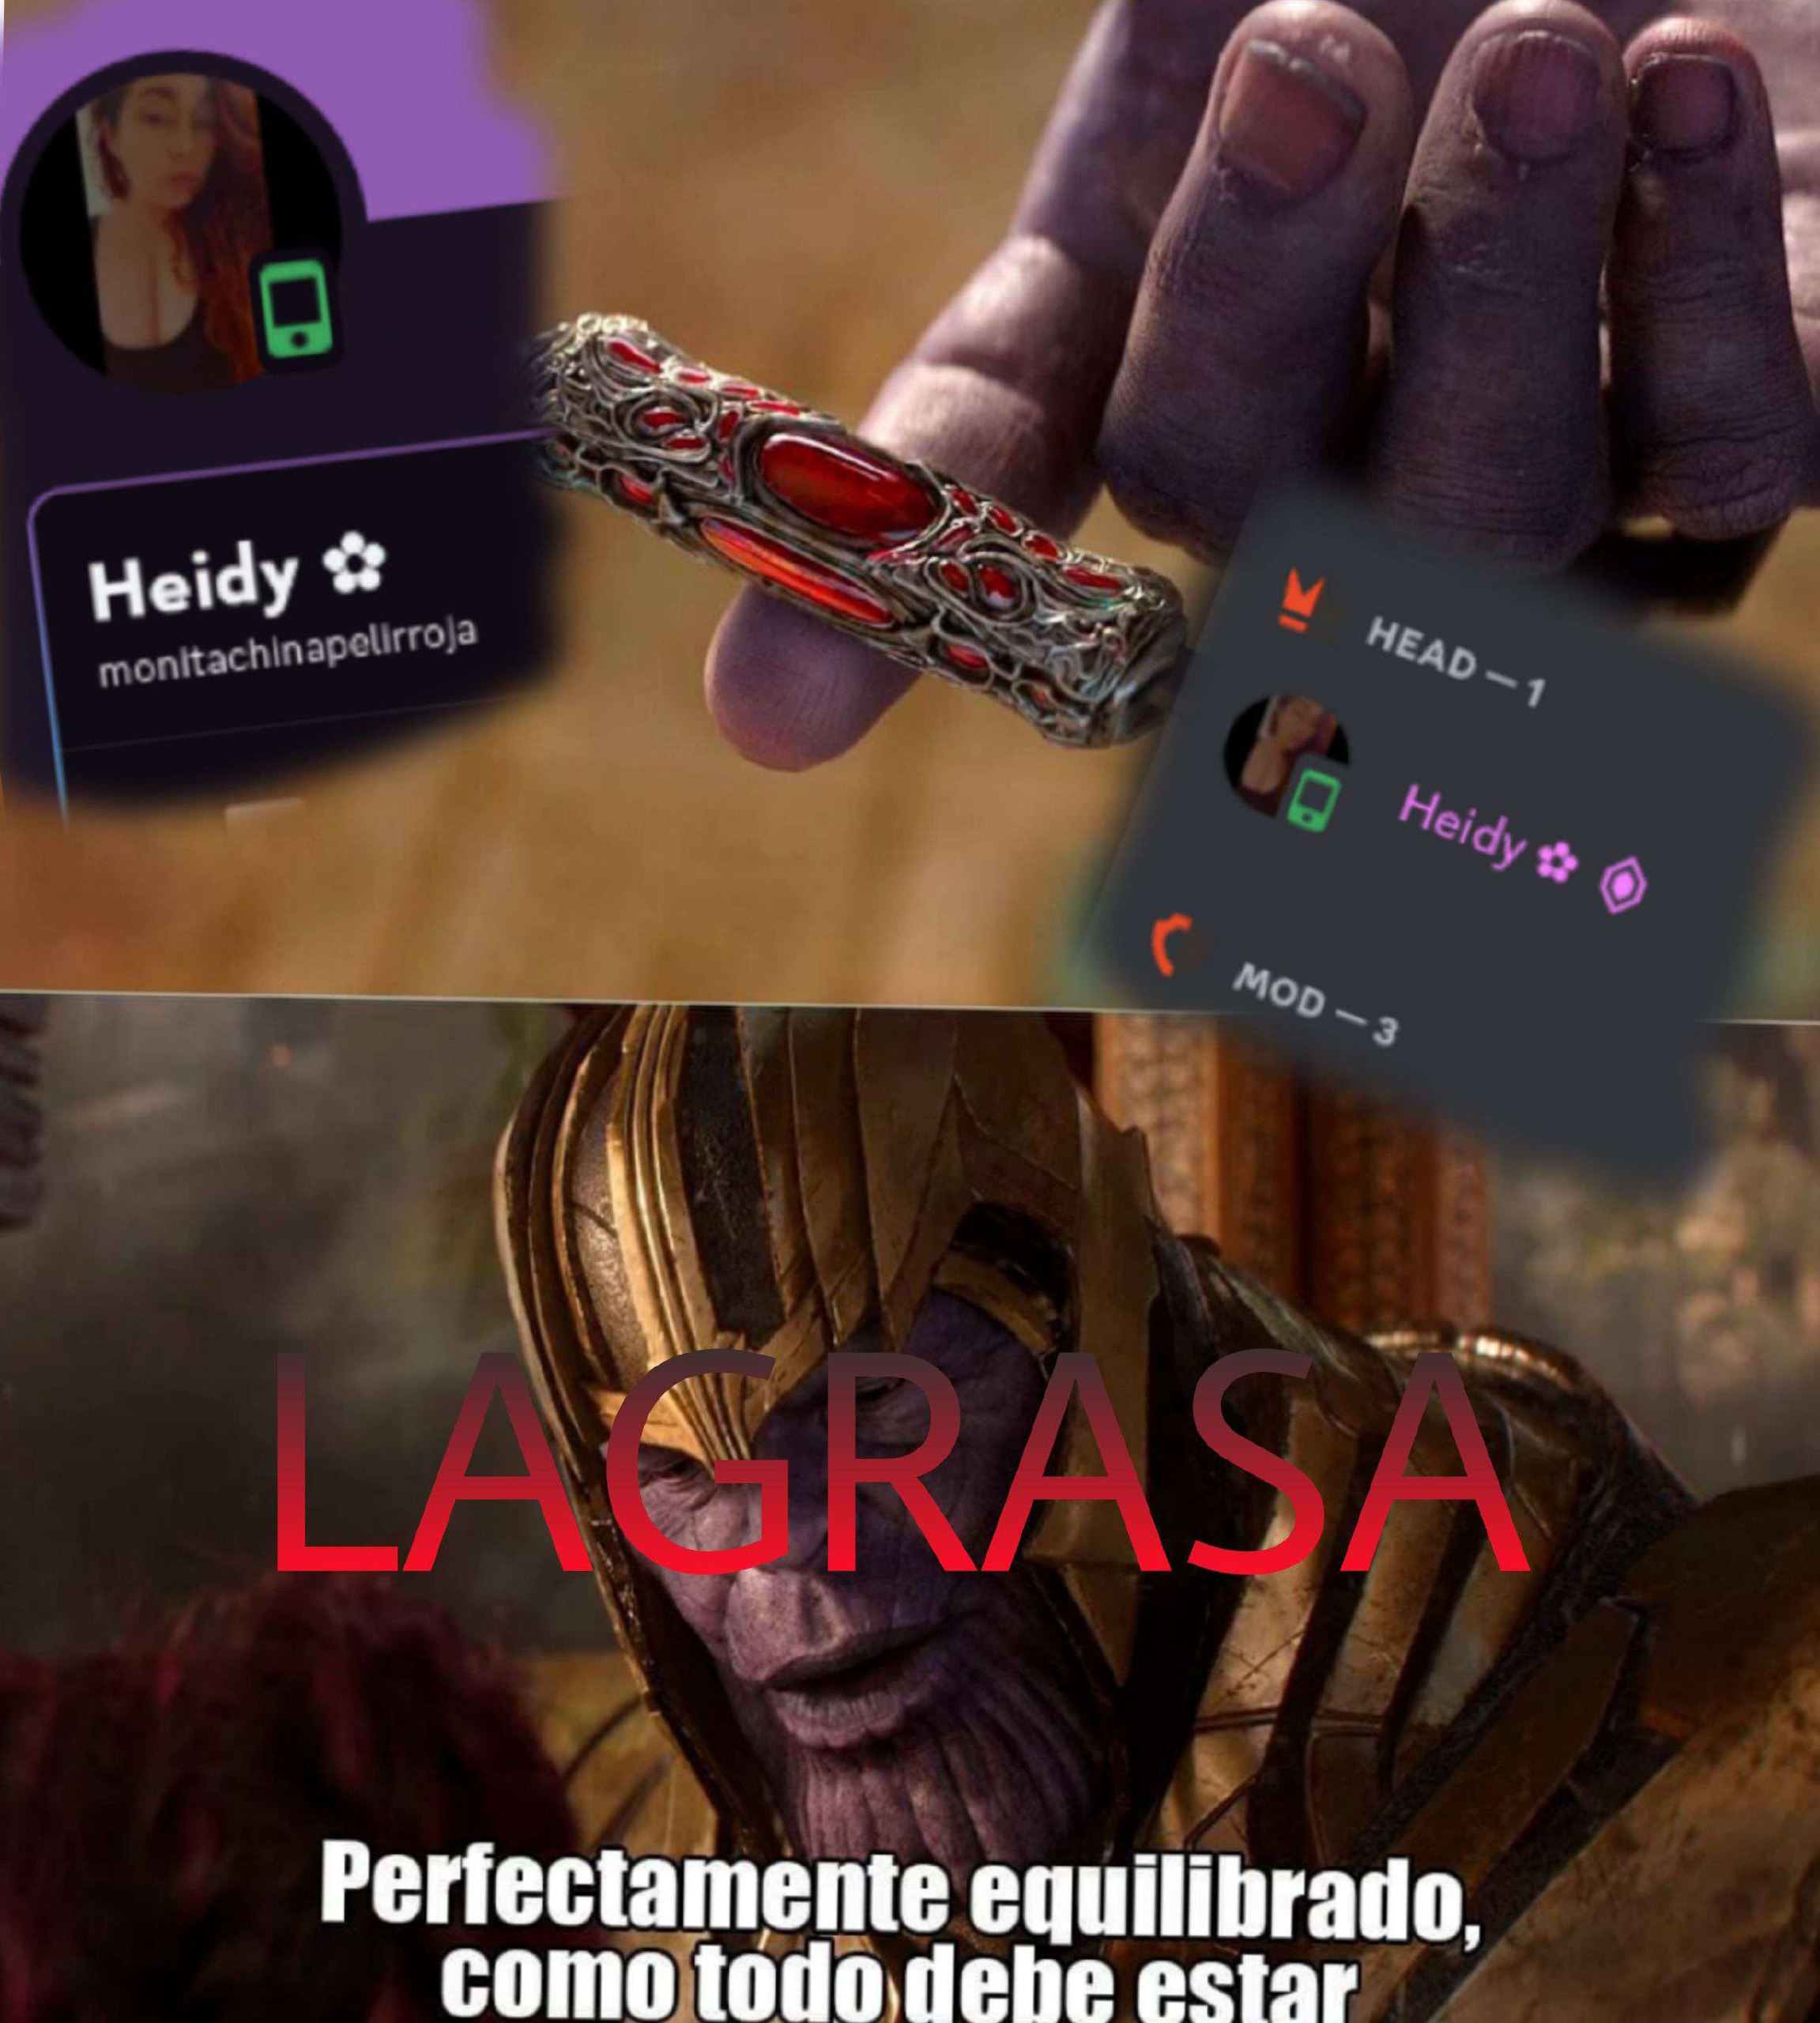 Heidy ✿
monitachinapelirroja
HEAD — 1
Heidy ✿
MOD — 3
LAGRASA
Perfectamente equilibrado,
como todo debe estar